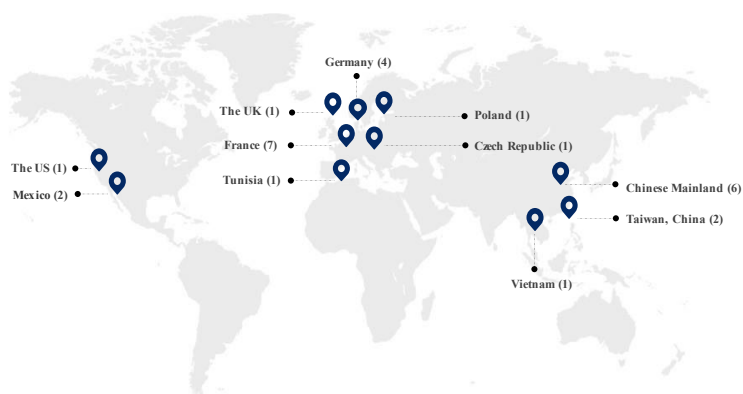 Germany (4)
The UK (1)
Poland (1)
France (7)
Czech Republic (1)
The US (1)
Tunisia (1)
Mexico (2)
Chinese Mainland (6)
Taiwan, China (2)
Vietnam (1)